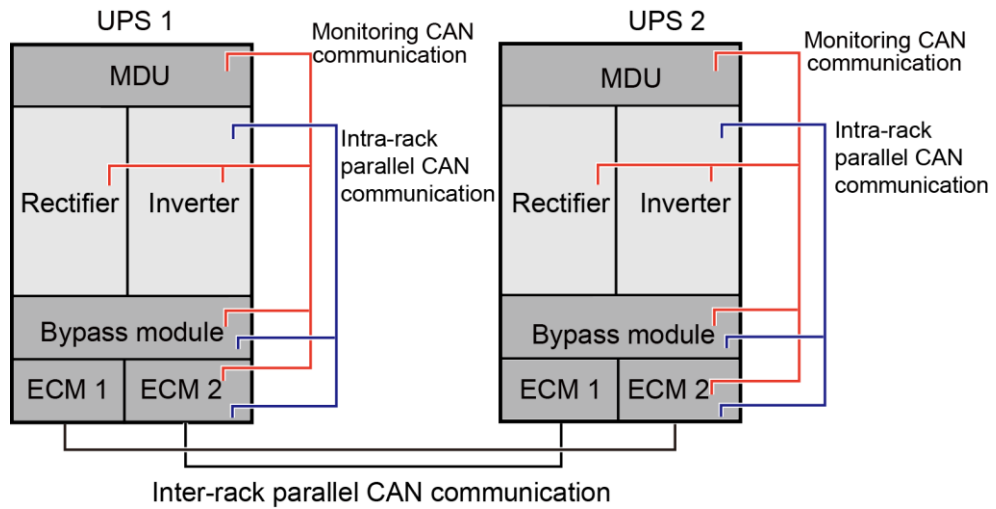 UPS 1
Monitoring CAN
communication
MDU
Intra-rack
parallel CAN
communication
Rectifier
Inverter
Bypass module
ECM 1
ECM 2
UPS 2
Monitoring CAN
communication
MDU
Intra-rack
parallel CAN
communication
Rectifier
Inverter
Bypass module
ECM 1
ECM 2
Inter-rack parallel CAN communication